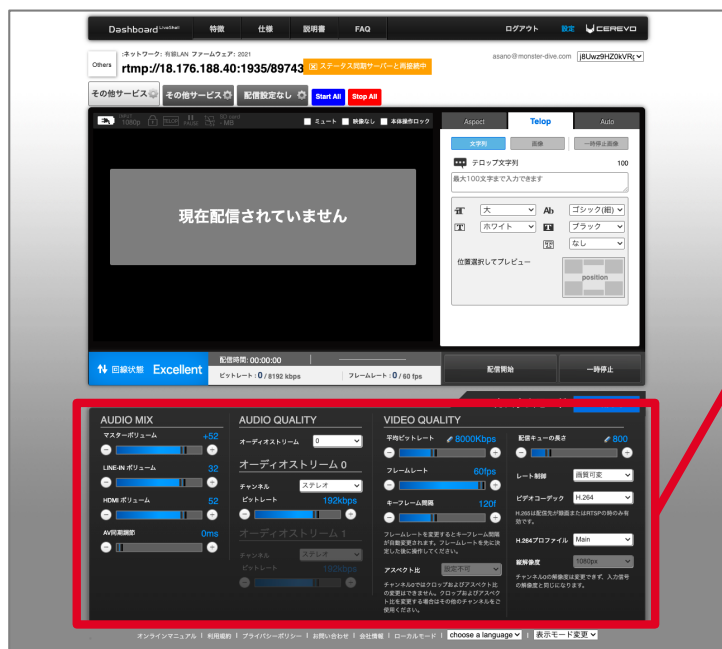 Dashboard LiveShell 特徴 仕様 説明書 FAQ ログアウト 設定 CEREVO
Others
:ネットワーク: 有線LAN ファームウェア: 2021
rtmp://18.176.188.40:1935/89743
ステータス同期サーバーと再接続中
asano@monster-dive.com
j8Uwz9HZ0kVR(
その他サービス その他サービス 配信設定なし Start All Stop All
INPUT 1080p TELOP PAUSE SD card - MB ミュート 映像なし 本体操作ロック
現在配信されていません
Aspect Telop Auto
文字列 画像 一時停止画像
テロップ文字列 100
最大100文字まで入力できます
T 大 Ab ゴシック(細)
T ホワイト T ブラック
なし
位置選択してプレビュー
position
回線状態 Excellent
配信時間: 00:00:00
ビットレート : 0 / 8192 kbps フレームレート : 0 / 60 fps
配信開始 一時停止
AUDIO MIX
マスターボリューム +52
LINE-IN ボリューム 32
HDMI ボリューム 52
AV同期調節 0ms
AUDIO QUALITY
オーディオストリーム 0
オーディオストリーム 0
チャンネル ステレオ
ビットレート 192kbps
オーディオストリーム 1
チャンネル ステレオ
ビットレート 192kbps
VIDEO QUALITY
平均ビットレート 8000Kbps
フレームレート 60fps
キーフレーム間隔 120f
フレームレートを変更するとキーフレーム間隔
が自動変更されます。フレームレートを先に決
定した後に操作してください。
アスペクト比 設定不可
チャンネル0ではクロップおよびアスペクト比
の変更はできません。クロップおよびアスペク
ト比を変更する場合はその他のチャンネルをご
使用ください。
配信キューの長さ 800
レート制御 画質可変
ビデオコーデック H.264
H.265は配信先が録画またはRTSPの時のみ有
効です。
H.264プロファイル Main
縦解像度 1080px
チャンネル0の解像度は変更できず、入力信号
の解像度と同じになります。
オンラインマニュアル | 利用規約 | プライバシーポリシー | お問い合わせ | 会社情報 | ローカルモード | choose a language | 表示モード変更